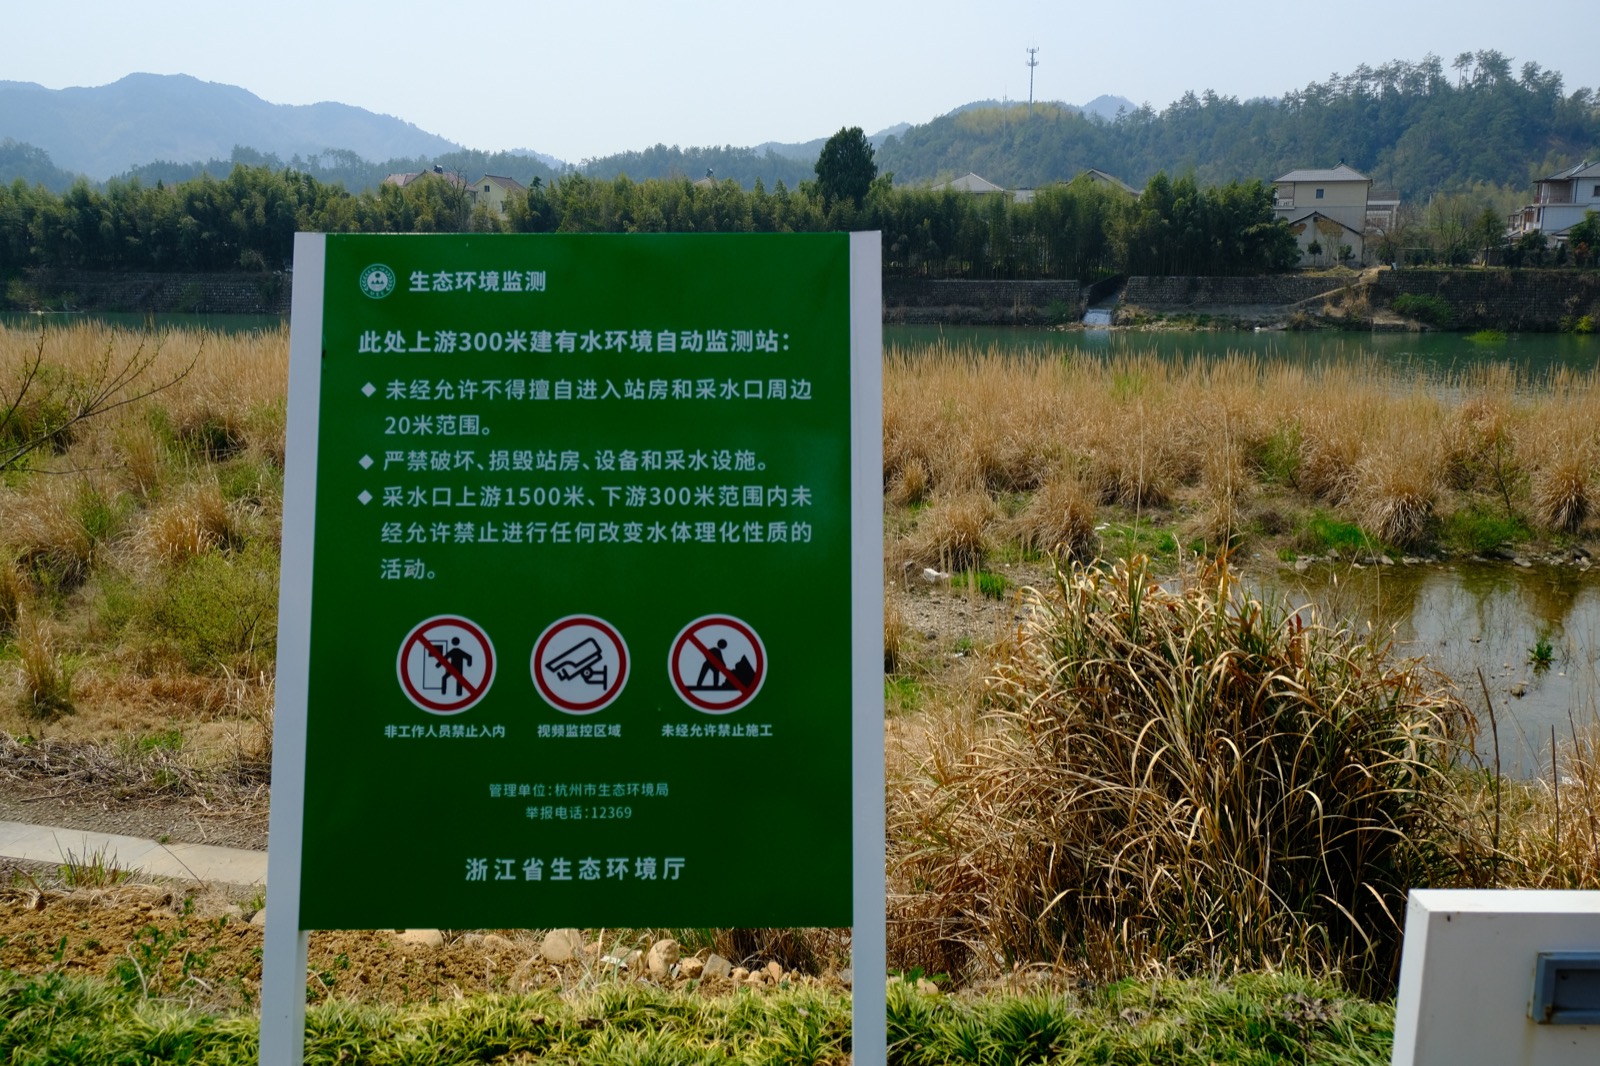 生态环境监测
此处上游300米建有水环境自动监测站：
◆ 未经允许不得擅自进入站房和采水口周边
20米范围。
◆ 严禁破坏、损毁站房、设备和采水设施。
◆ 采水口上游1500米、下游300米范围内未
经允许禁止进行任何改变水体理化性质的
活动。
非工作人员禁止入内 视频监控区域 未经允许禁止施工
管理单位：杭州市生态环境局
举报电话：12369
浙江省生态环境厅